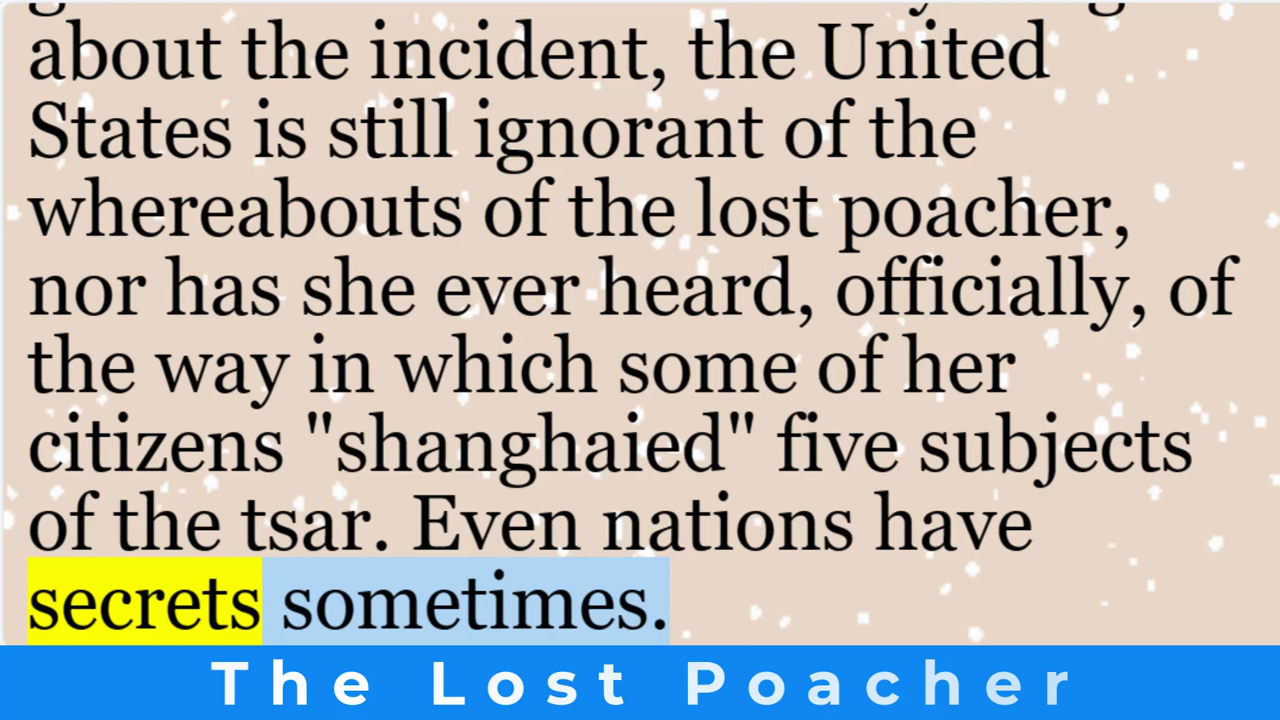 about the incident, the United
States is still ignorant of the
whereabouts of the lost poacher,
nor has she ever heard, officially, of
the way in which some of her
citizens "shanghaied" five subjects
of the tsar. Even nations have
secrets sometimes.
The Lost Poacher